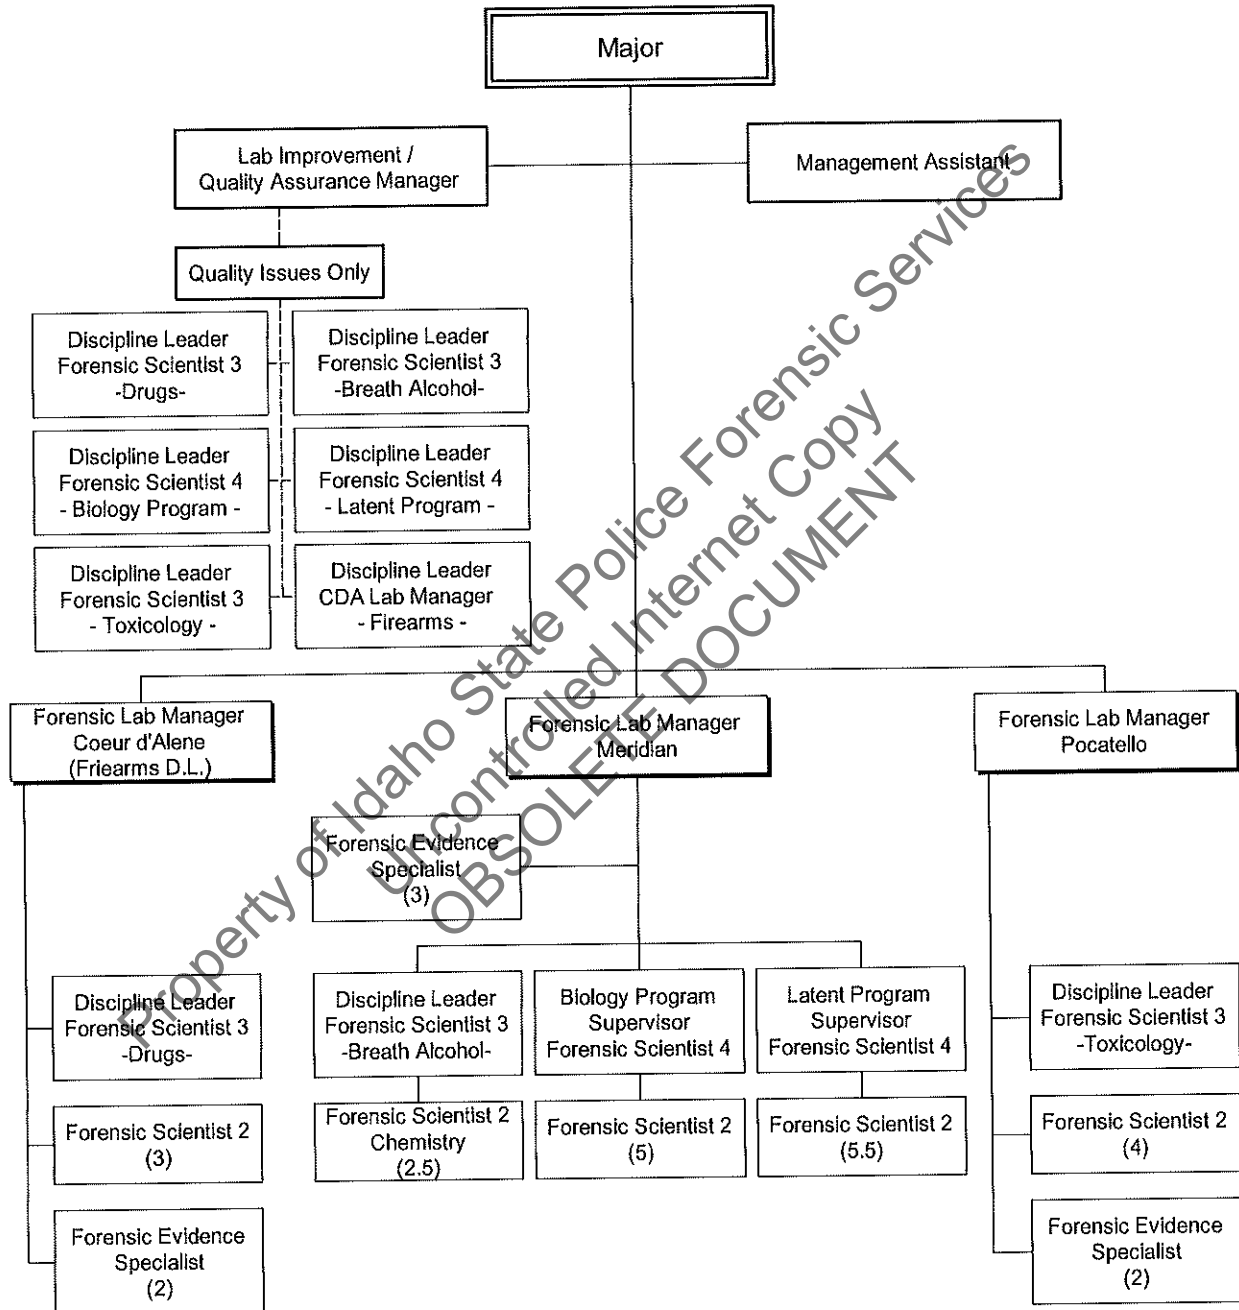 Major
Lab Improvement /
Quality Assurance Manager
Management Assistant
Quality Issues Only
Discipline Leader
Forensic Scientist 3
-Drugs-
Discipline Leader
Forensic Scientist 3
-Breath Alcohol-
Discipline Leader
Forensic Scientist 4
- Biology Program -
Discipline Leader
Forensic Scientist 4
- Latent Program -
Discipline Leader
Forensic Scientist 3
- Toxicology -
Discipline Leader
CDA Lab Manager
- Firearms -
Forensic Lab Manager
Coeur d'Alene
(Friearms D.L.)
Forensic Lab Manager
Meridian
Forensic Lab Manager
Pocatello
Forensic Evidence
Specialist
(3)
Discipline Leader
Forensic Scientist 3
-Drugs-
Forensic Scientist 2
(3)
Forensic Evidence
Specialist
(2)
Discipline Leader
Forensic Scientist 3
-Breath Alcohol-
Forensic Scientist 2
Chemistry
(2.5)
Biology Program
Supervisor
Forensic Scientist 4
Forensic Scientist 2
(5)
Latent Program
Supervisor
Forensic Scientist 4
Forensic Scientist 2
(5.5)
Discipline Leader
Forensic Scientist 3
-Toxicology-
Forensic Scientist 2
(4)
Forensic Evidence
Specialist
(2)
Property of Idaho State Police Forensic Services
Uncontrolled Internet Copy
OBSOLETE DOCUMENT